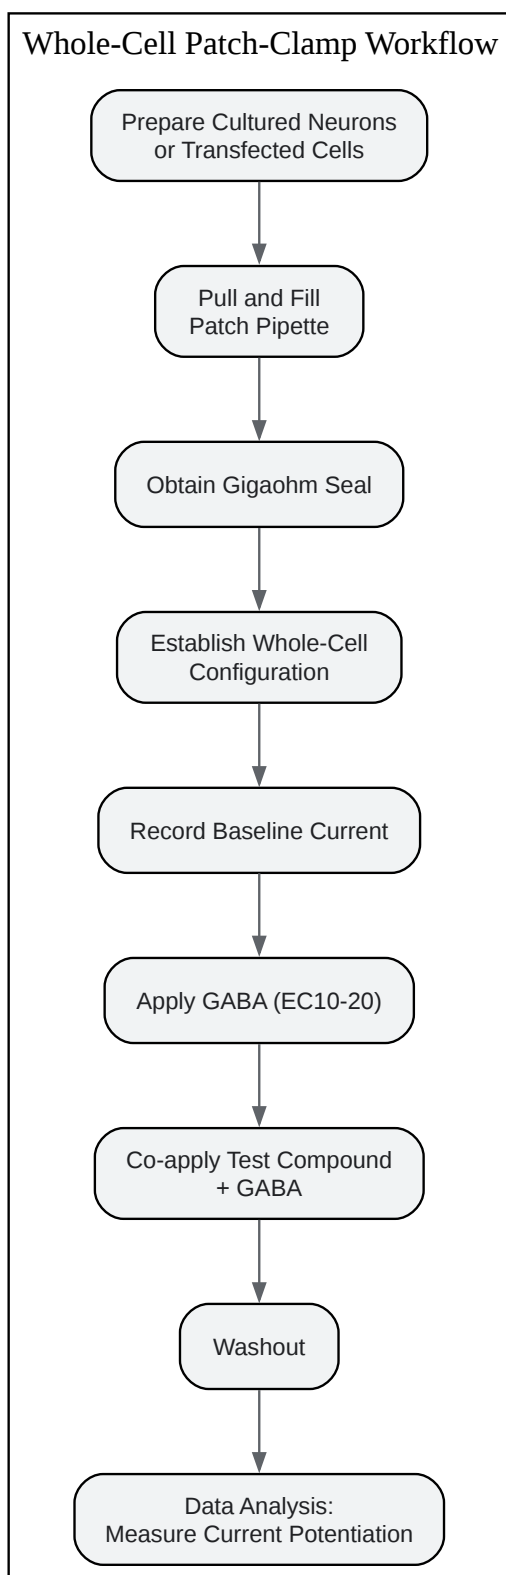 Whole-Cell Patch-Clamp Workflow
Prepare Cultured Neurons
or Transfected Cells
Pull and Fill
Patch Pipette
Obtain Gigaohm Seal
Establish Whole-Cell
Configuration
Record Baseline Current
Apply GABA (EC10-20)
Co-apply Test Compound
+ GABA
Washout
Data Analysis:
Measure Current Potentiation